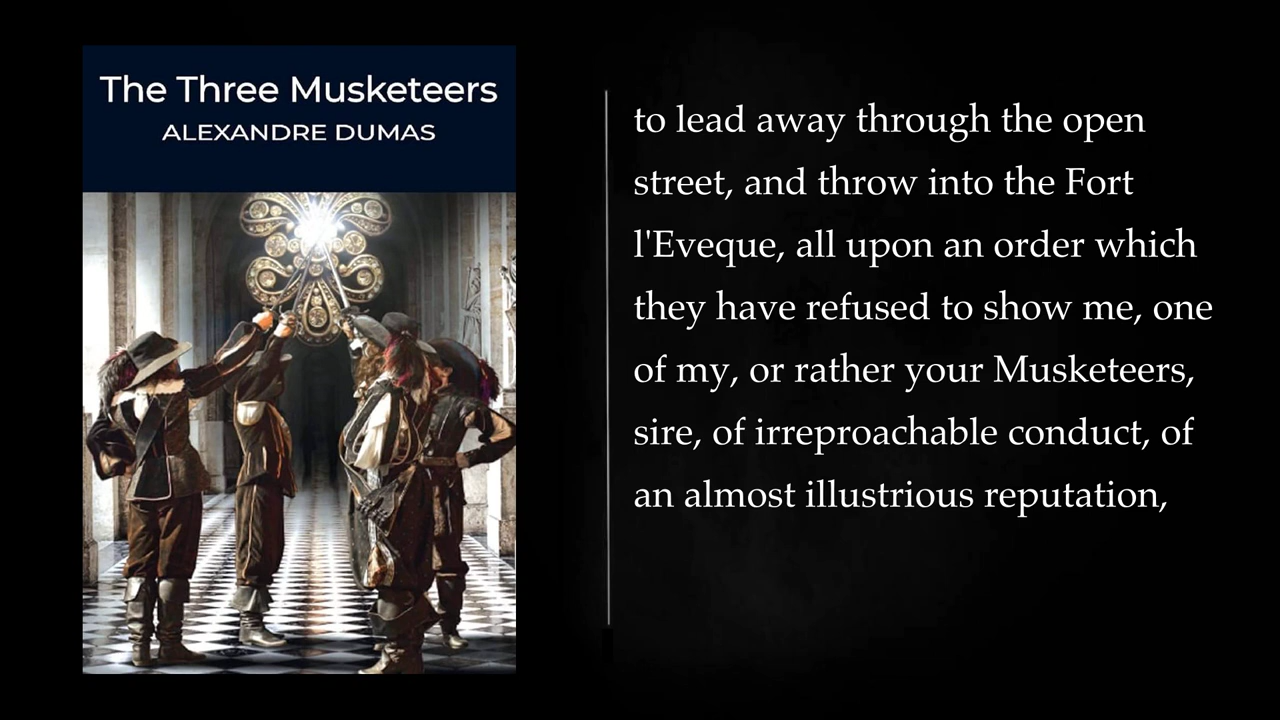 The Three Musketeers
ALEXANDRE DUMAS
to lead away through the open
street, and throw into the Fort
l'Eveque, all upon an order which
they have refused to show me, one
of my, or rather your Musketeers,
sire, of irreproachable conduct, of
an almost illustrious reputation,